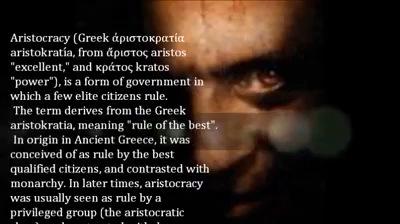 Aristocracy (Greek ἀριστοκρατία
aristokratía, from ἄριστος aristos
"excellent," and κράτος kratos
"power"), is a form of government in
which a few elite citizens rule.
The term derives from the Greek
aristokratia, meaning "rule of the best".
In origin in Ancient Greece, it was
conceived of as rule by the best
qualified citizens, and contrasted with
monarchy. In later times, aristocracy
was usually seen as rule by a
privileged group (the aristocratic